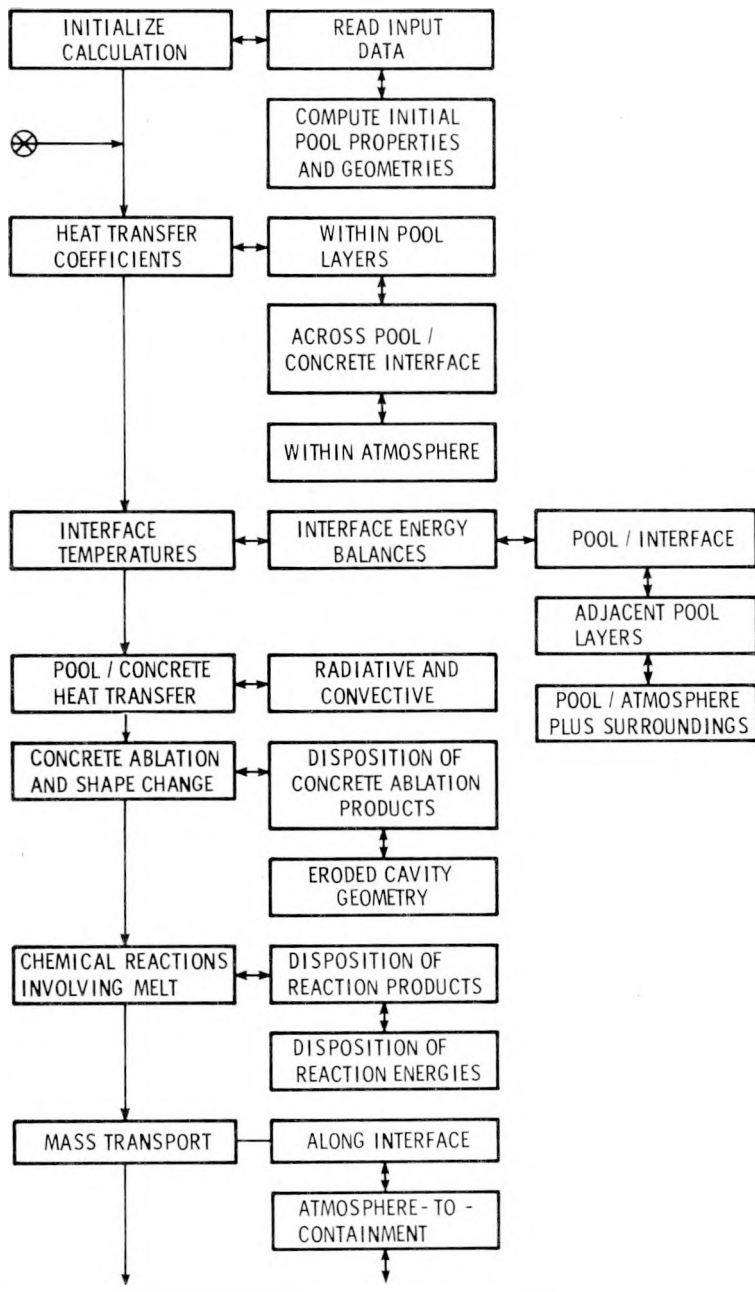 INITIALIZE
CALCULATION
READ INPUT
DATA
COMPUTE INITIAL
POOL PROPERTIES
AND GEOMETRIES
HEAT TRANSFER
COEFFICIENTS
WITHIN POOL
LAYERS
ACROSS POOL /
CONCRETE INTERFACE
WITHIN ATMOSPHERE
INTERFACE
TEMPERATURES
INTERFACE ENERGY
BALANCES
POOL / INTERFACE
ADJACENT POOL
LAYERS
POOL / ATMOSPHERE
PLUS SURROUNDINGS
POOL / CONCRETE
HEAT TRANSFER
RADIATIVE AND
CONVECTIVE
CONCRETE ABLATION
AND SHAPE CHANGE
DISPOSITION OF
CONCRETE ABLATION
PRODUCTS
ERODED CAVITY
GEOMETRY
CHEMICAL REACTIONS
INVOLVING MELT
DISPOSITION OF
REACTION PRODUCTS
DISPOSITION OF
REACTION ENERGIES
MASS TRANSPORT
ALONG INTERFACE
ATMOSPHERE - TO -
CONTAINMENT